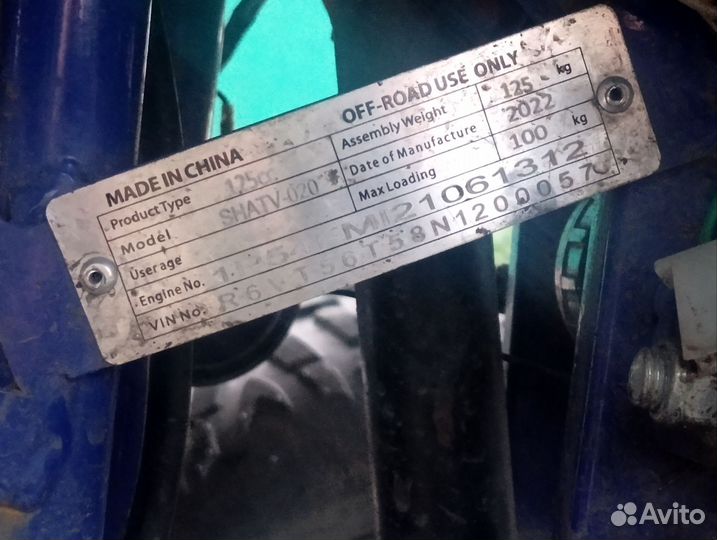 MADE IN CHINA OFF-ROAD USE ONLY
Product Type 125cc Assembly Weight 125 kg
Model SHATV-020 Date of Manufacture 2022
Userage Max Loading 100 kg
Engine No. MI21061312
VIN No. T56T58N1200057
Avito